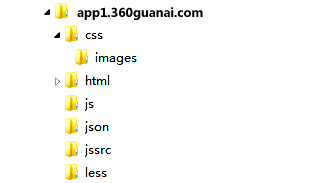 app1.360guanai.com
css
images
html
js
json
jssrc
less